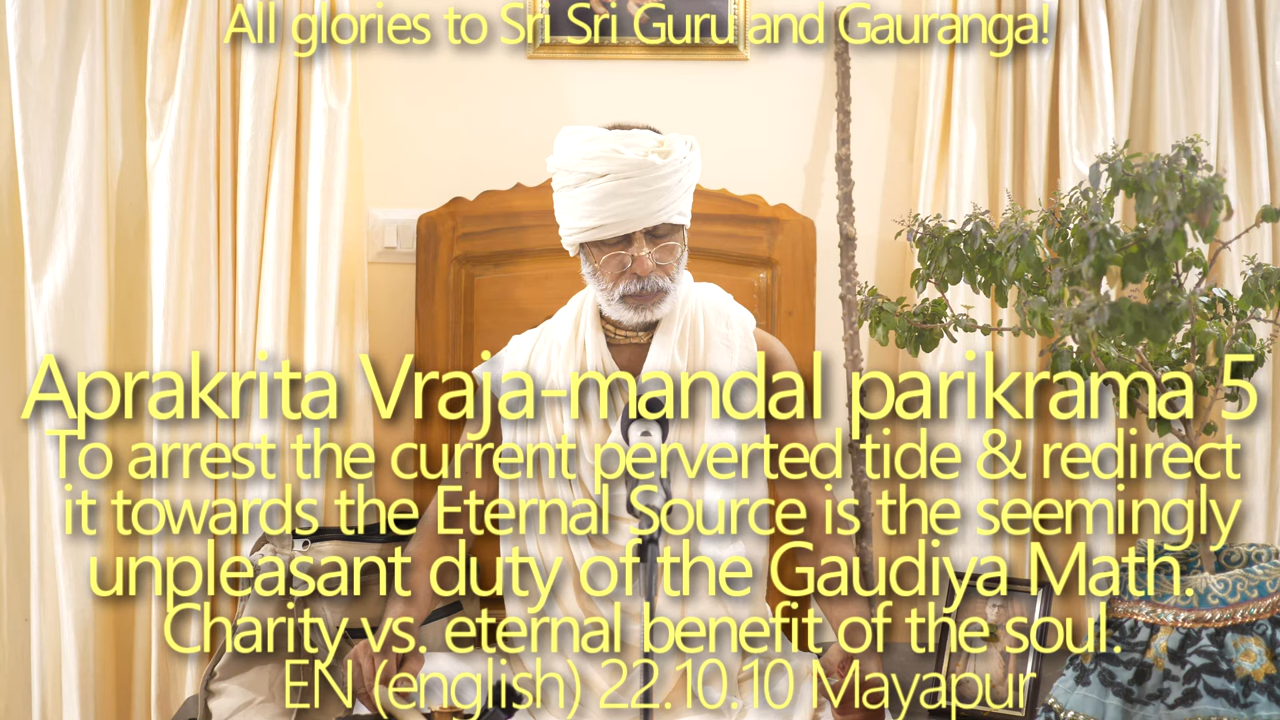 All glories to Sri Sri Guru and Gauranga!
Aprakrita Vraja-mandal parikrama 5
To arrest the current perverted tide & redirect
it towards the Eternal Source is the seemingly
unpleasant duty of the Gaudiya Math.
Charity vs. eternal benefit of the soul.
EN (english) 22.10.10 Mayapur